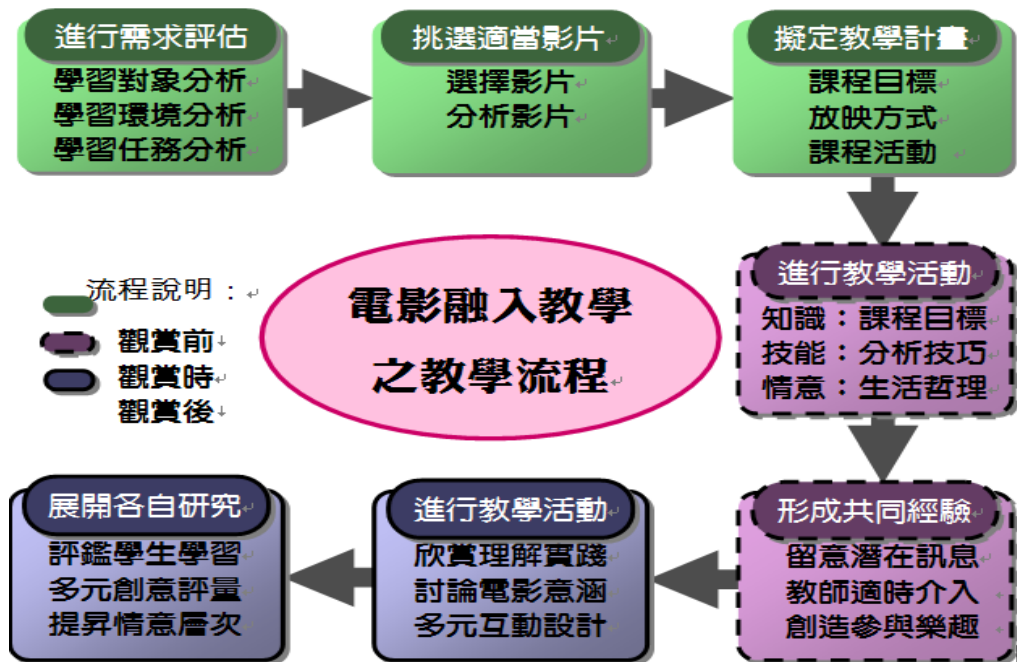 進行需求評估
學習對象分析
學習環境分析
學習任務分析
挑選適當影片
選擇影片
分析影片
擬定教學計畫
課程目標
放映方式
課程活動
進行教學活動
知識：課程目標
技能：分析技巧
情意：生活哲理
流程說明：
觀賞前
觀賞時
觀賞後
電影融入教學
之教學流程
形成共同經驗
留意潛在訊息
教師適時介入
創造參與樂趣
進行教學活動
欣賞理解實踐
討論電影意涵
多元互動設計
展開各自研究
評鑑學生學習
多元創意評量
提昇情意層次